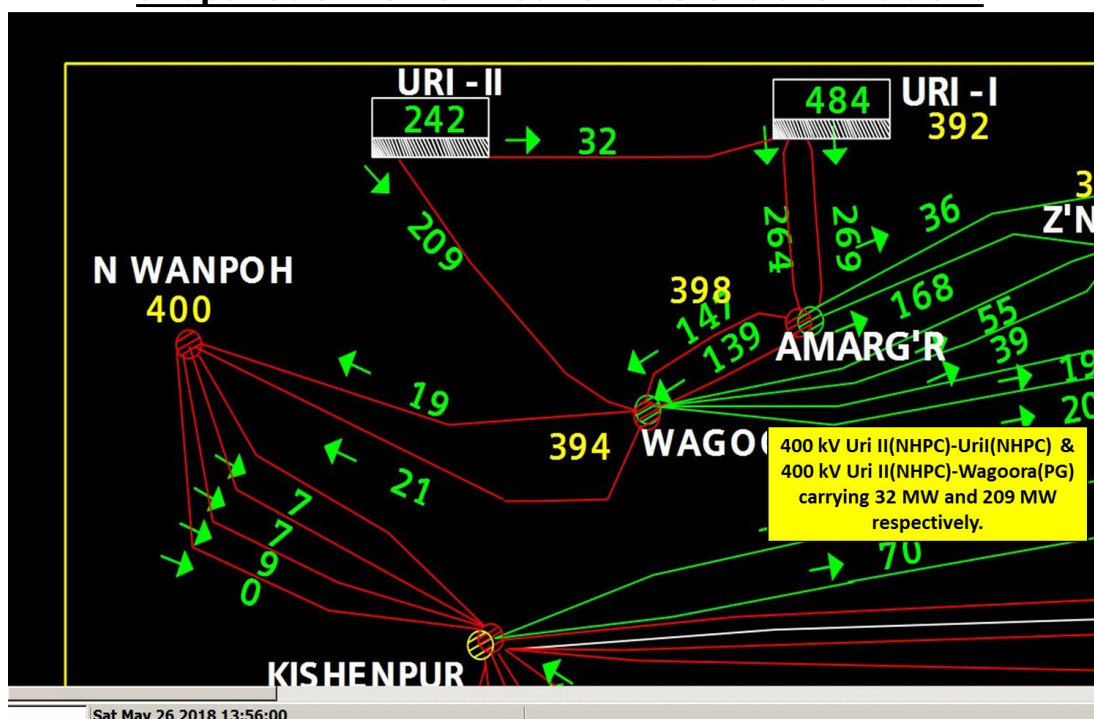 URI - II
242
32
484
URI - I
392
36
Z'N
209
264
269
N WANPOH
400
398
147
168
139
55
AMARG'R
39
19
19
20
394
WAGOO
400 kV Uri II(NHPC)-UriI(NHPC) &
400 kV Uri II(NHPC)-Wagoora(PG)
carrying 32 MW and 209 MW
respectively.
21
7
7
9
0
70
KISHENPUR
Sat May 26 2018 13:56:00